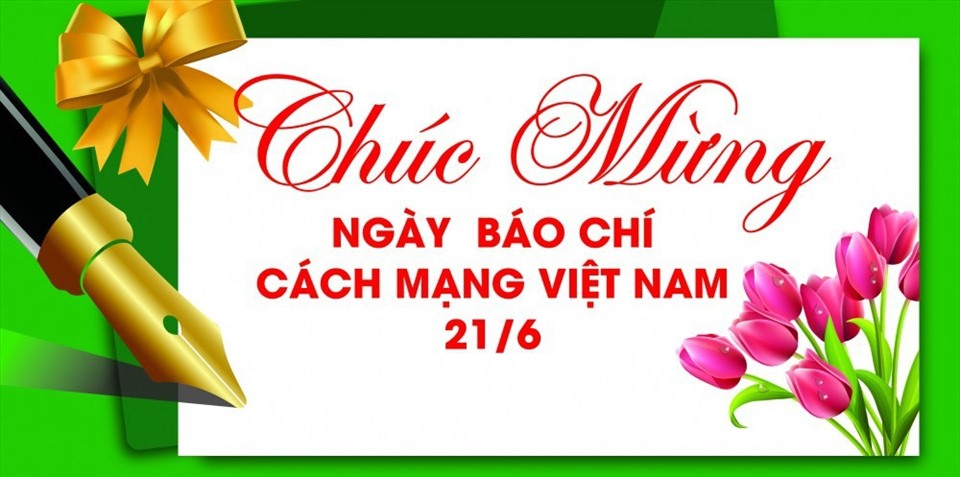 Chúc Mừng
NGÀY BÁO CHÍ
CÁCH MẠNG VIỆT NAM
21/6